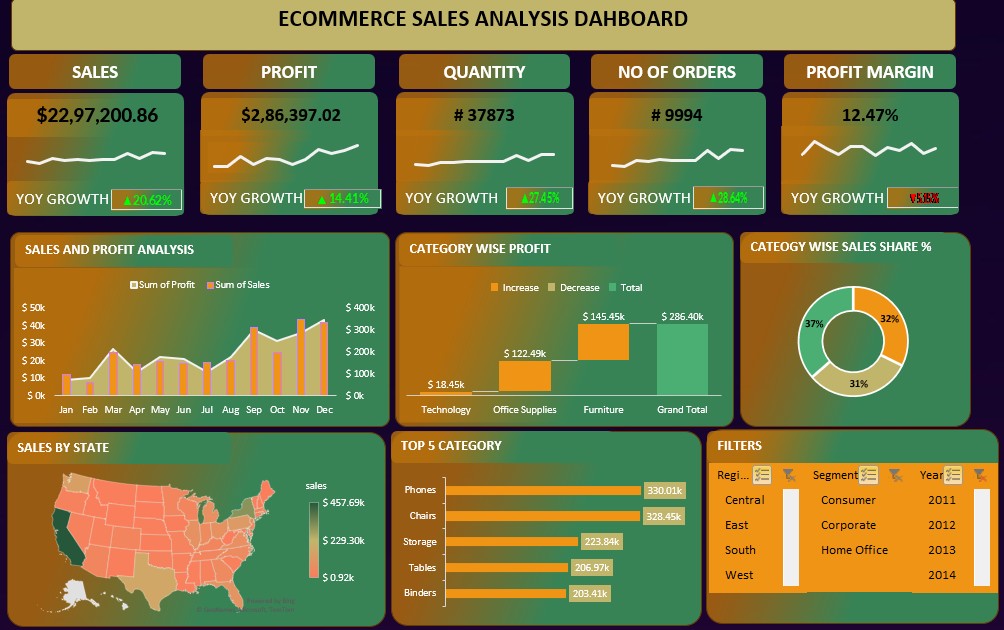 ECOMMERCE SALES ANALYSIS DAHBOARD
SALES
PROFIT
QUANTITY
NO OF ORDERS
PROFIT MARGIN
$22,97,200.86
$2,86,397.02
# 37873
# 9994
12.47%
YOY GROWTH ▲20.62%
YOY GROWTH ▲ 14.41%
YOY GROWTH ▲27.45%
YOY GROWTH ▲28.64%
YOY GROWTH
SALES AND PROFIT ANALYSIS
Sum of Profit Sum of Sales
$ 50k
$ 40k
$ 30k
$ 20k
$ 10k
$ 0k
$ 400k
$ 300k
$ 200k
$ 100k
$ 0k
Jan Feb Mar Apr May Jun Jul Aug Sep Oct Nov Dec
CATEGORY WISE PROFIT
Increase Decrease Total
$ 18.45k
$ 122.49k
$ 145.45k
$ 286.40k
Technology Office Supplies Furniture Grand Total
CATEOGY WISE SALES SHARE %
37%
32%
31%
SALES BY STATE
sales
$ 457.69k
$ 229.30k
$ 0.92k
Powered by Bing
TOP 5 CATEGORY
Phones 330.01k
Chairs 328.45k
Storage 223.84k
Tables 206.97k
Binders 203.41k
FILTERS
Regi...
Central
East
South
West
Segment
Consumer
Corporate
Home Office
Year
2011
2012
2013
2014